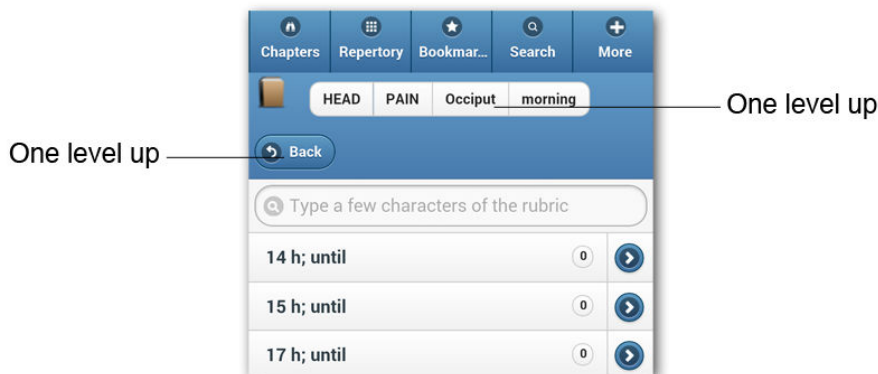 Chapters Repertory Bookmar... Search More
HEAD PAIN Occiput morning
One level up
One level up
Back
Type a few characters of the rubric
14 h; until 0
15 h; until 0
17 h; until 0